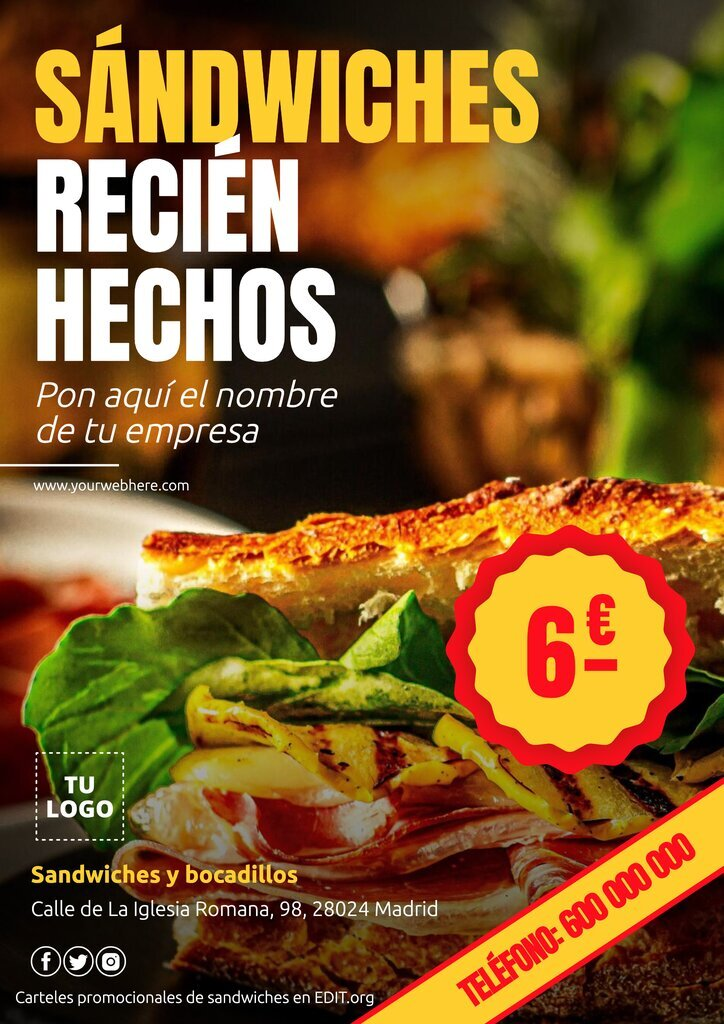 SÁNDWICHES
RECIÉN
HECHOS
Pon aquí el nombre
de tu empresa
www.yourwebhere.com
6€
TU
LOGO
Sandwiches y bocadillos
Calle de La Iglesia Romana, 98, 28024 Madrid
TELÉFONO: 600 000 000
Carteles promocionales de sandwiches en EDIT.org